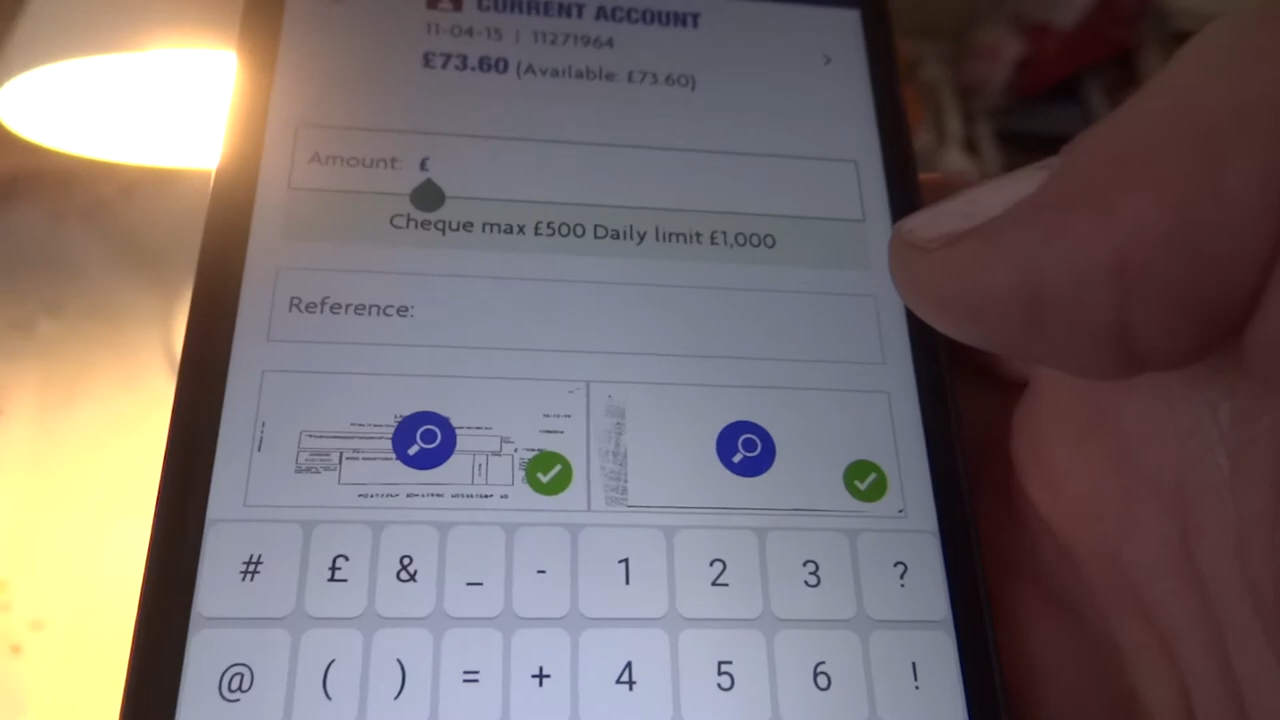 CURRENT ACCOUNT
11-04-15 | 11271964
£73.60 (Available: £73.60)
Amount: £
Cheque max £500 Daily limit £1,000
Reference:
# £ & _ - 1 2 3 ?
@ ( ) = + 4 5 6 !